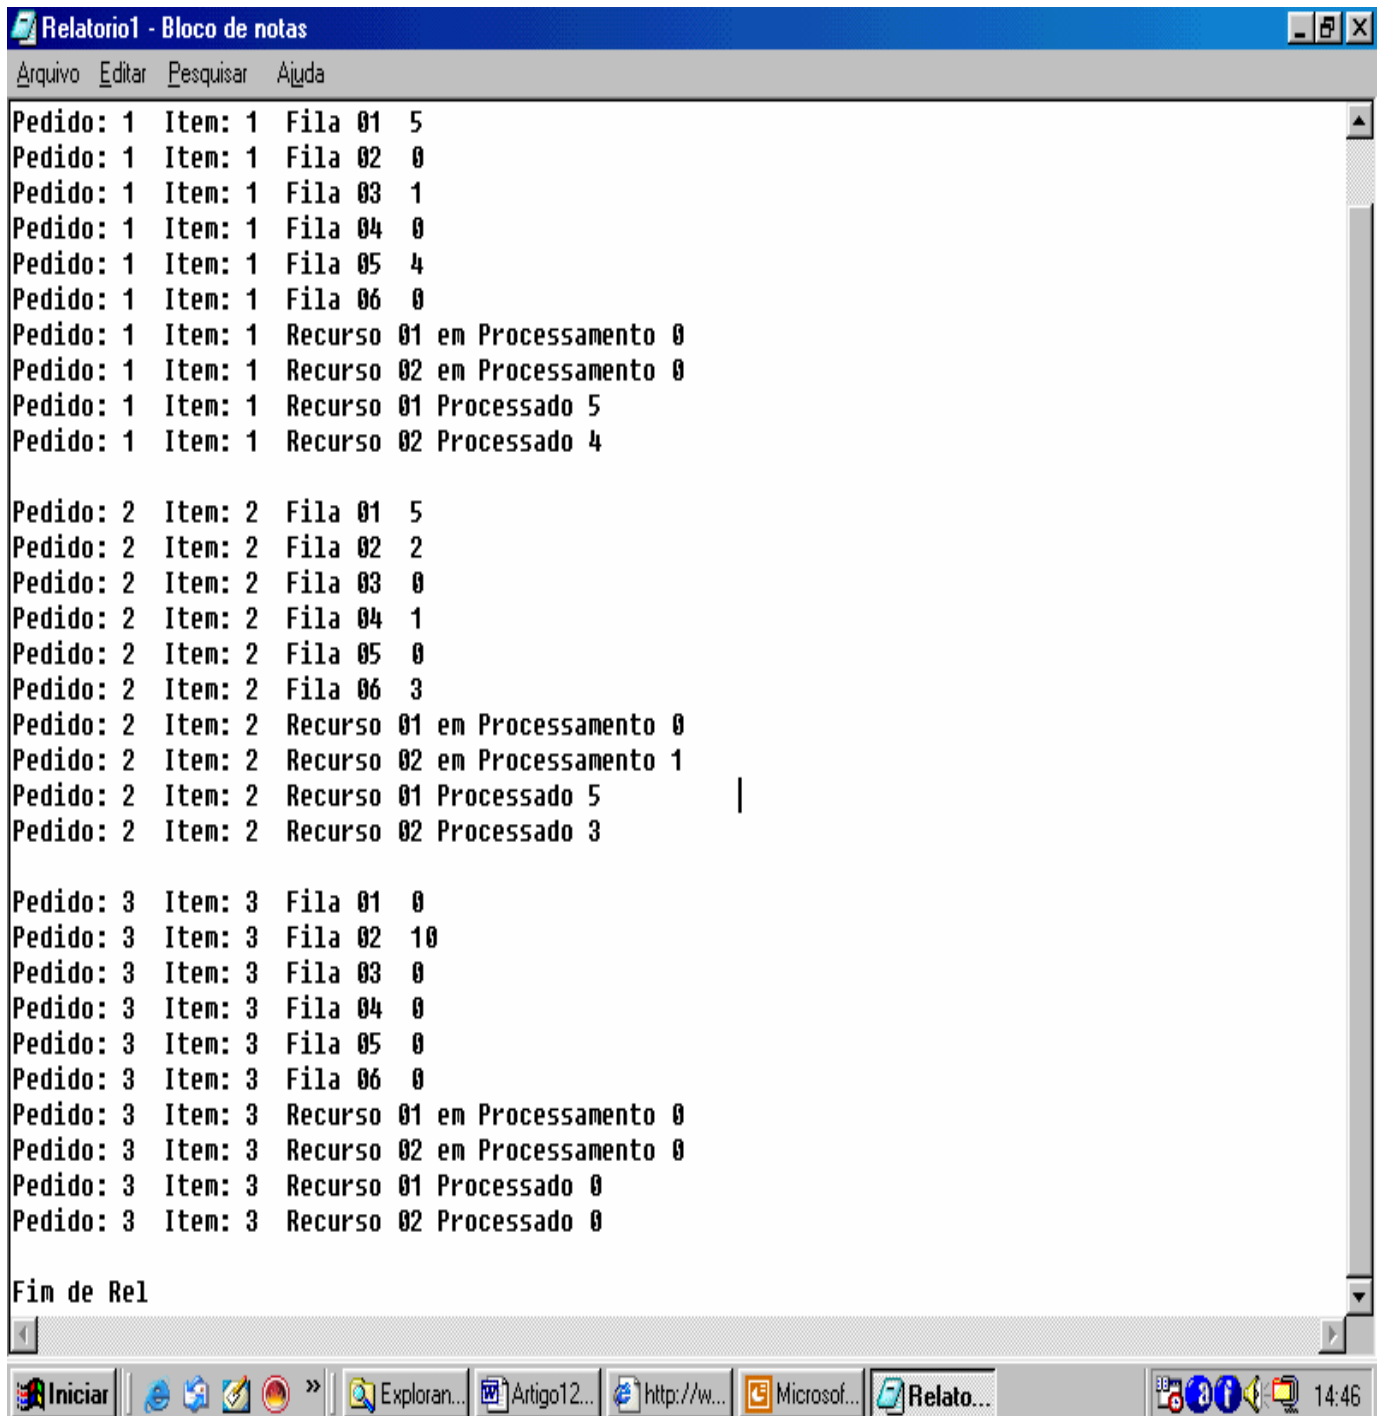 Relatorio1 - Bloco de notas
Arquivo Editar Pesquisar Ajuda
Pedido: 1 Item: 1 Fila 01 5
Pedido: 1 Item: 1 Fila 02 0
Pedido: 1 Item: 1 Fila 03 1
Pedido: 1 Item: 1 Fila 04 0
Pedido: 1 Item: 1 Fila 05 4
Pedido: 1 Item: 1 Fila 06 0
Pedido: 1 Item: 1 Recurso 01 em Processamento 0
Pedido: 1 Item: 1 Recurso 02 em Processamento 0
Pedido: 1 Item: 1 Recurso 01 Processado 5
Pedido: 1 Item: 1 Recurso 02 Processado 4
Pedido: 2 Item: 2 Fila 01 5
Pedido: 2 Item: 2 Fila 02 2
Pedido: 2 Item: 2 Fila 03 0
Pedido: 2 Item: 2 Fila 04 1
Pedido: 2 Item: 2 Fila 05 0
Pedido: 2 Item: 2 Fila 06 3
Pedido: 2 Item: 2 Recurso 01 em Processamento 0
Pedido: 2 Item: 2 Recurso 02 em Processamento 1
Pedido: 2 Item: 2 Recurso 01 Processado 5
Pedido: 2 Item: 2 Recurso 02 Processado 3
Pedido: 3 Item: 3 Fila 01 0
Pedido: 3 Item: 3 Fila 02 10
Pedido: 3 Item: 3 Fila 03 0
Pedido: 3 Item: 3 Fila 04 0
Pedido: 3 Item: 3 Fila 05 0
Pedido: 3 Item: 3 Fila 06 0
Pedido: 3 Item: 3 Recurso 01 em Processamento 0
Pedido: 3 Item: 3 Recurso 02 em Processamento 0
Pedido: 3 Item: 3 Recurso 01 Processado 0
Pedido: 3 Item: 3 Recurso 02 Processado 0
Fim de Rel
Iniciar » Exploran... Artigo12... http://w... Microsof... Relato... 14:46